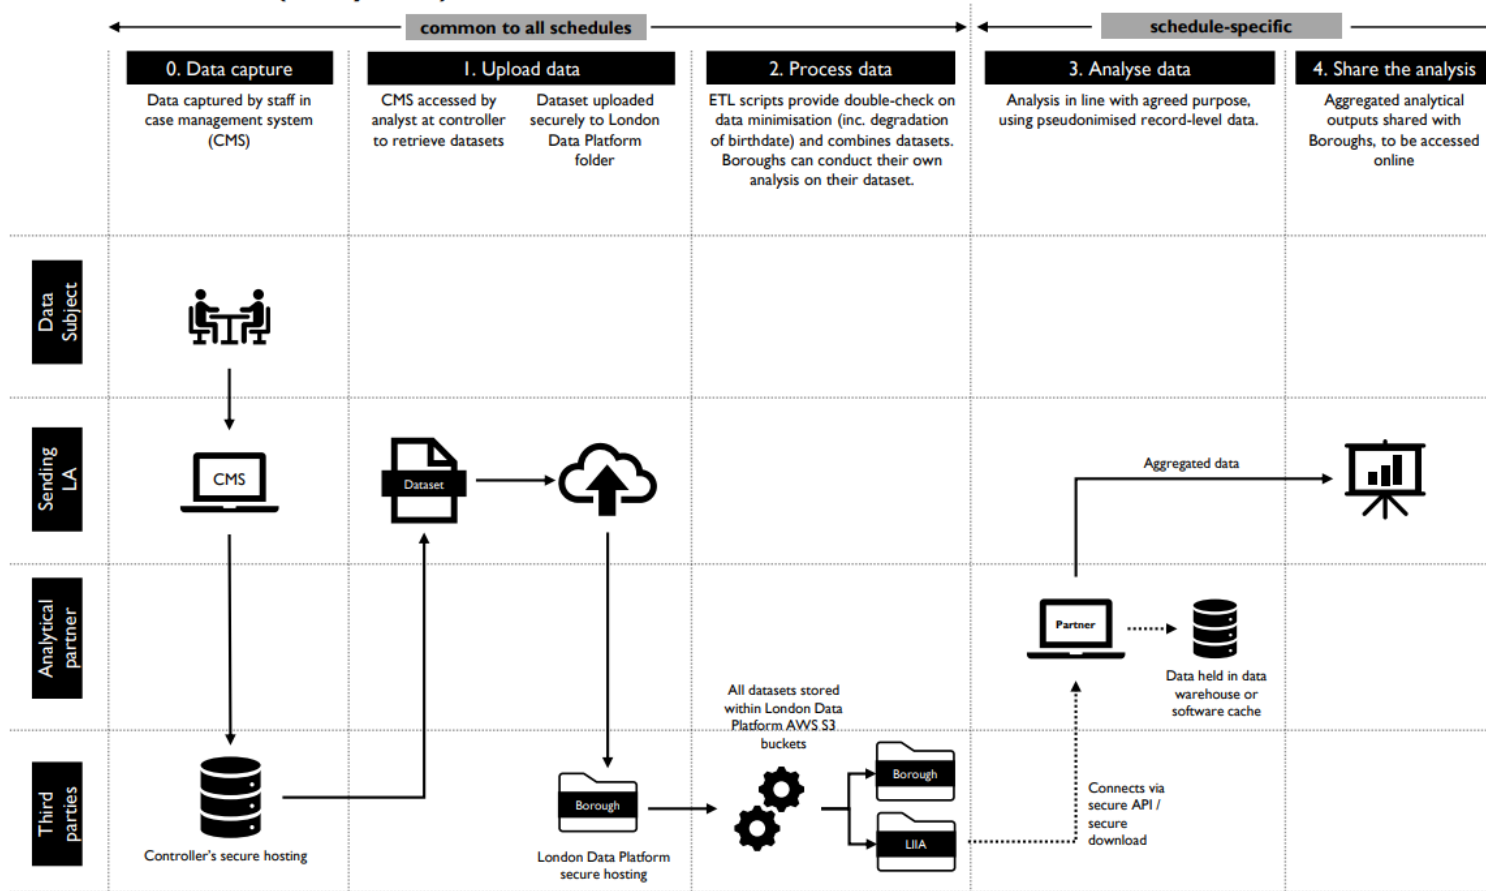 common to all schedules
schedule-specific
0. Data capture
1. Upload data
2. Process data
3. Analyse data
4. Share the analysis
Data captured by staff in
case management system
(CMS)
CMS accessed by
analyst at controller
to retrieve datasets
Dataset uploaded
securely to London
Data Platform
folder
ETL scripts provide double-check on
data minimisation (inc. degradation
of birthdate) and combines datasets.
Boroughs can conduct their own
analysis on their dataset.
Analysis in line with agreed purpose,
using pseudonimised record-level data.
Aggregated analytical
outputs shared with
Boroughs, to be accessed
online
Data
Subject
Sending
LA
CMS
Dataset
Aggregated data
Analytical
partner
Partner
Data held in data
warehouse or
software cache
All datasets stored
within London Data
Platform AWS S3
buckets
Third
parties
Controller's secure hosting
Borough
London Data Platform
secure hosting
Borough
LIIA
Connects via
secure API /
secure
download